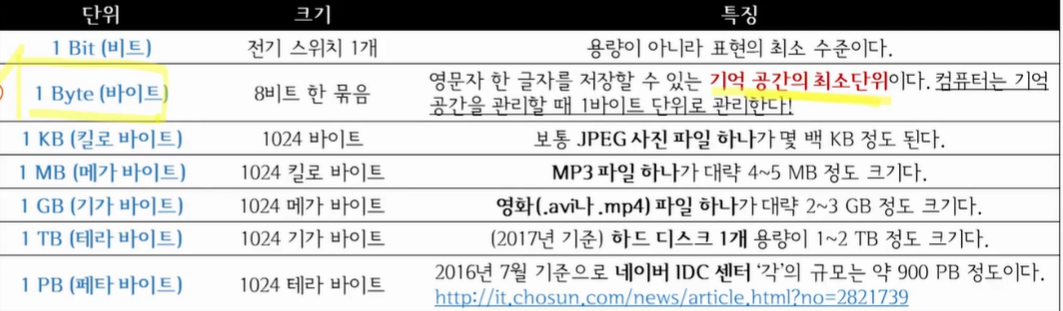 단위 크기 특징
1 Bit (비트) 전기 스위치 1개 용량이 아니라 표현의 최소 수준이다.
1 Byte (바이트) 8비트 한 묶음 영문자 한 글자를 저장할 수 있는 기억 공간의 최소단위이다. 컴퓨터는 기억
공간을 관리할 때 1바이트 단위로 관리한다!
1 KB (킬로 바이트) 1024 바이트 보통 JPEG 사진 파일 하나가 몇 백 KB 정도 된다.
1 MB (메가 바이트) 1024 킬로 바이트 MP3 파일 하나가 대략 4~5 MB 정도 크기다.
1 GB (기가 바이트) 1024 메가 바이트 영화(.avi나 .mp4) 파일 하나가 대략 2~3 GB 정도 크기다.
1 TB (테라 바이트) 1024 기가 바이트 (2017년 기준) 하드 디스크 1개 용량이 1~2 TB 정도 크기다.
1 PB (페타 바이트) 1024 테라 바이트 2016년 7월 기준으로 네이버 IDC 센터 '각'의 규모는 약 900 PB 정도이다.
http://it.chosun.com/news/article.html?no=2821739